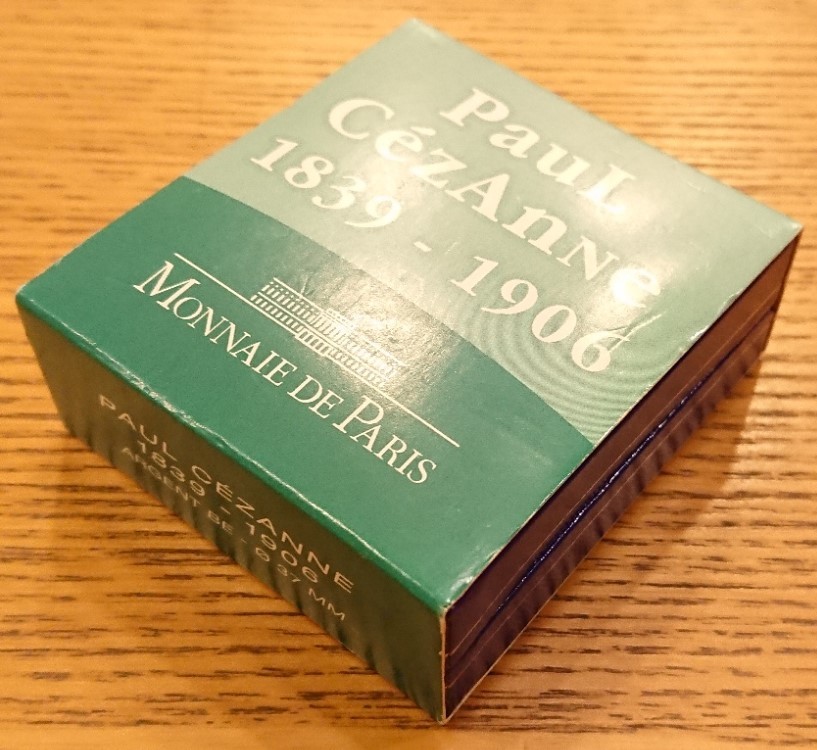 PauL
CézAnne
1839 - 1906
MONNAIE DE PARIS
PAUL CÉZANNE
1839 - 1906
ARGENT BE - Ø 37 MM